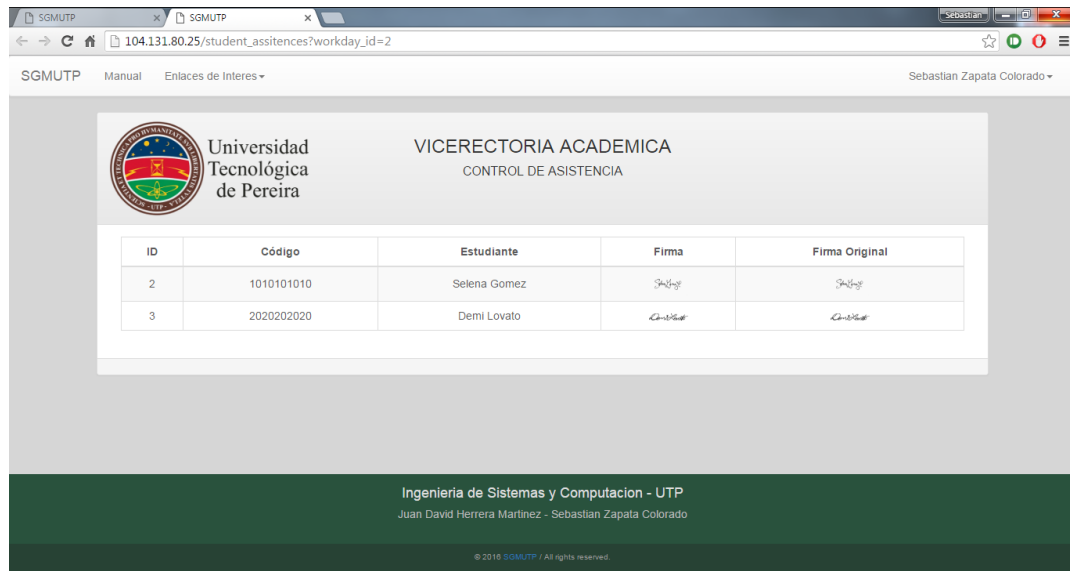 SGMUTP
SGMUTP
Sebastian
104.131.80.25/student_assitences?workday_id=2
SGMUTP Manual Enlaces de Interes Sebastian Zapata Colorado
Universidad
Tecnológica
de Pereira
VICERECTORIA ACADEMICA
CONTROL DE ASISTENCIA
ID Código Estudiante Firma Firma Original
2 1010101010 Selena Gomez
3 2020202020 Demi Lovato
Ingenieria de Sistemas y Computacion - UTP
Juan David Herrera Martinez - Sebastian Zapata Colorado
© 2016 SGMUTP / All rights reserved.